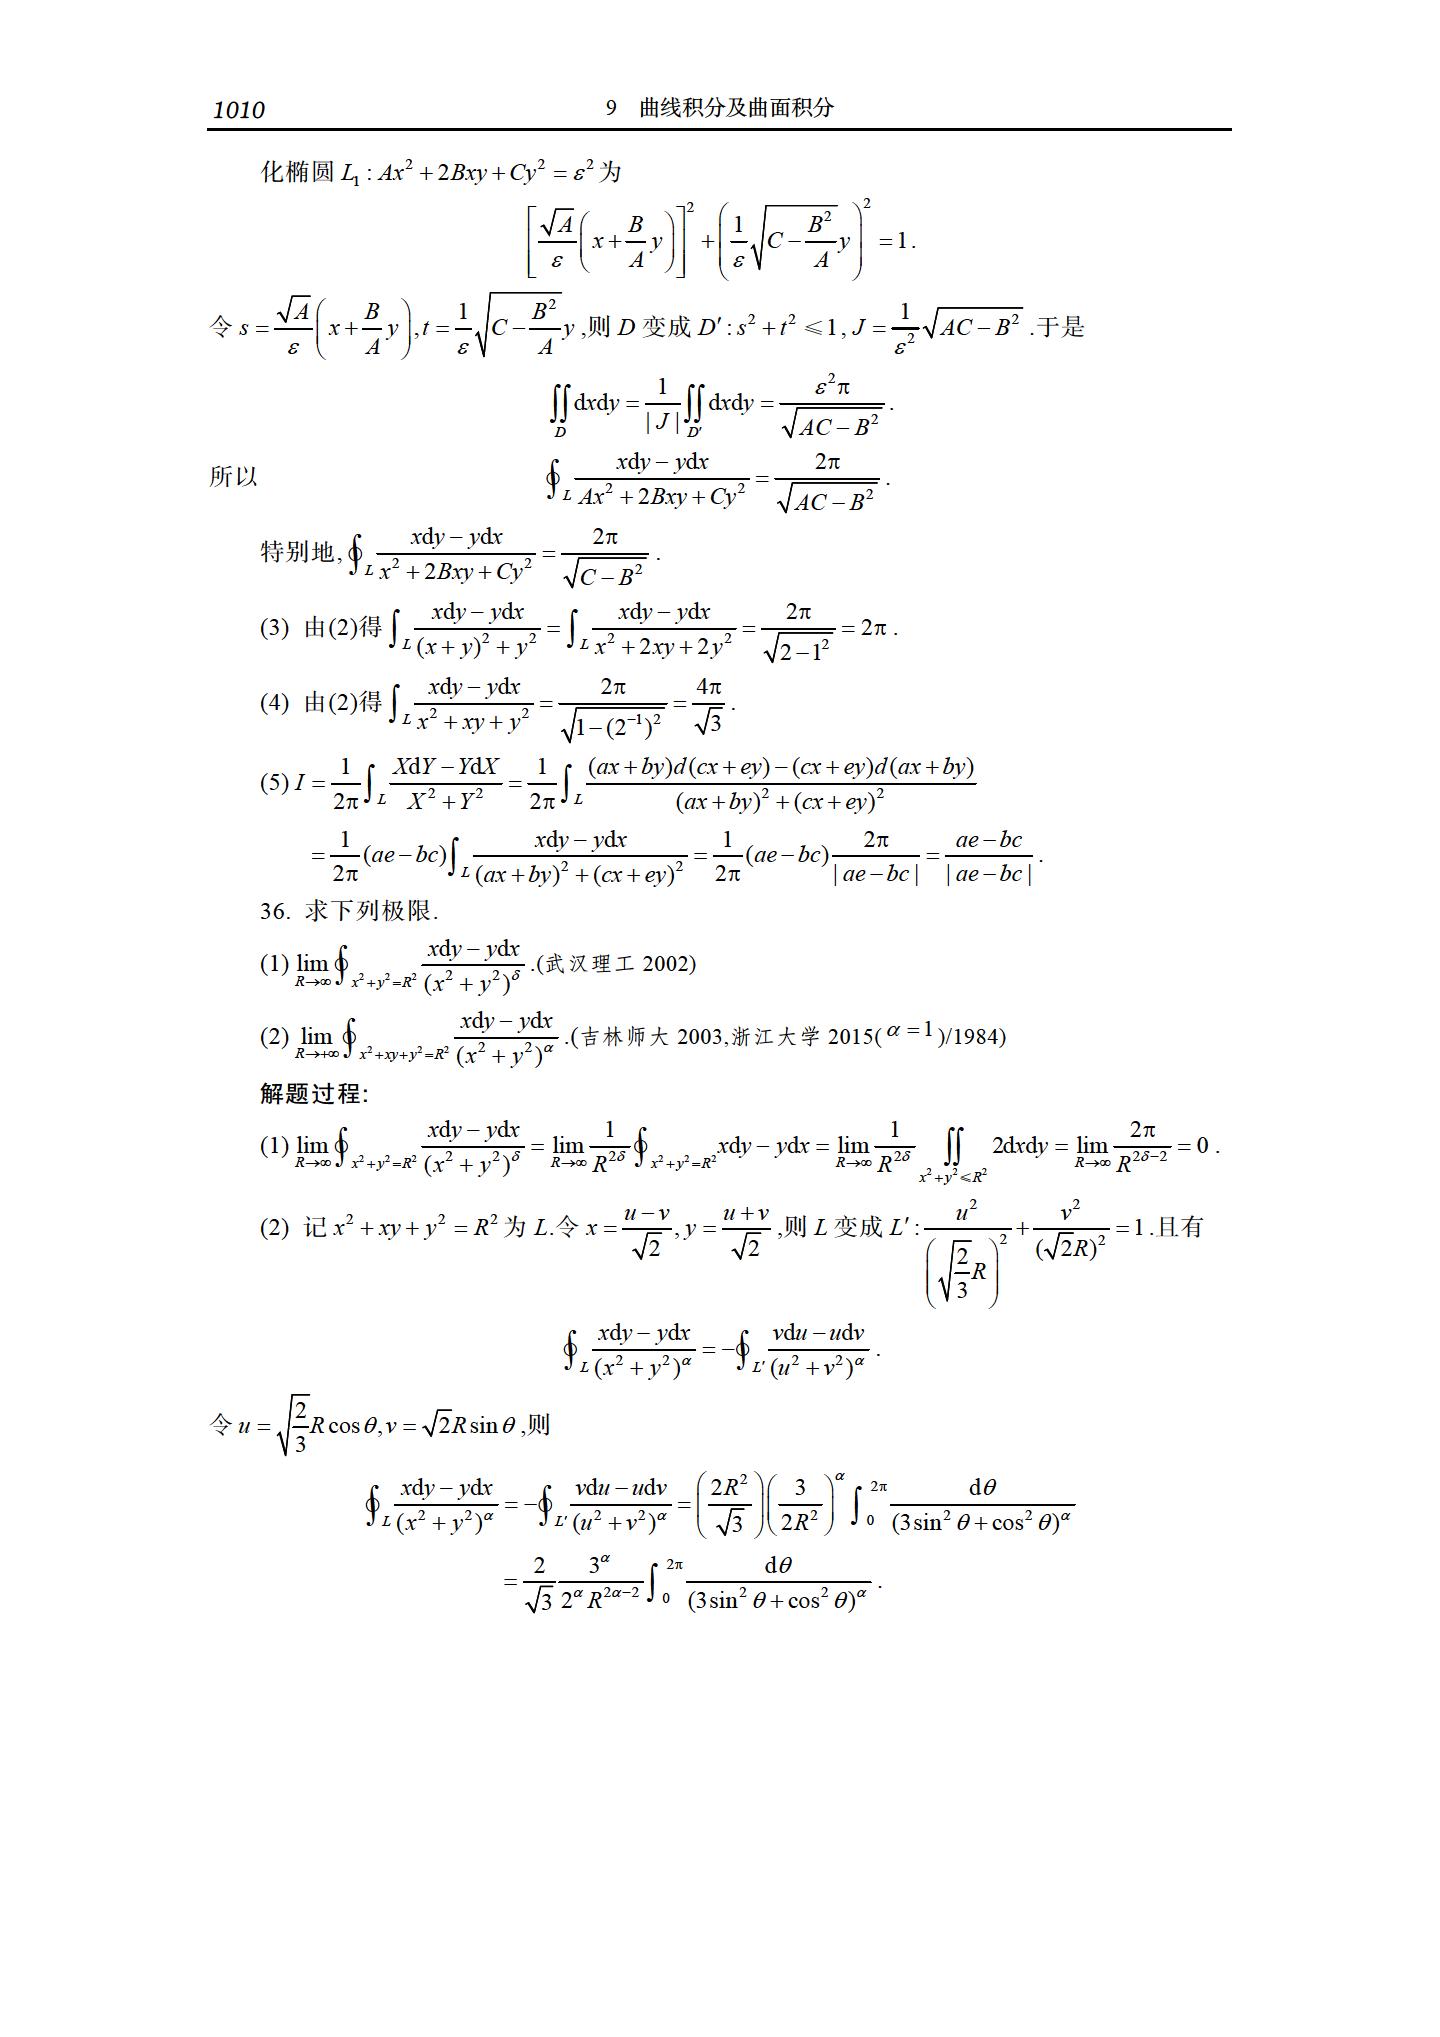 1010 9 曲线积分及曲面积分
化椭圆 $L_1: Ax^2+2Bxy+Cy^2=\varepsilon^2$ 为
$\left[\frac{\sqrt{A}}{\varepsilon}\left(x+\frac{B}{A}y\right)\right]^2+\left(\frac{1}{\varepsilon}\sqrt{C-\frac{B^2}{A}}y\right)^2=1.$
令 $s=\frac{\sqrt{A}}{\varepsilon}\left(x+\frac{B}{A}y\right),t=\frac{1}{\varepsilon}\sqrt{C-\frac{B^2}{A}}y$ ,则 $D$ 变成 $D':s^2+t^2\leqslant 1, J=\frac{1}{\varepsilon^2}\sqrt{AC-B^2}$ .于是
$\iint_D \mathrm{d}x\mathrm{d}y=\frac{1}{|J|}\iint_{D'}\mathrm{d}x\mathrm{d}y=\frac{\varepsilon^2\pi}{\sqrt{AC-B^2}}.$
所以 $\oint_L\frac{x\mathrm{d}y-y\mathrm{d}x}{Ax^2+2Bxy+Cy^2}=\frac{2\pi}{\sqrt{AC-B^2}}.$
特别地, $\oint_L\frac{x\mathrm{d}y-y\mathrm{d}x}{x^2+2Bxy+Cy^2}=\frac{2\pi}{\sqrt{C-B^2}}.$
(3) 由(2)得 $\int_L\frac{x\mathrm{d}y-y\mathrm{d}x}{(x+y)^2+y^2}=\int_L\frac{x\mathrm{d}y-y\mathrm{d}x}{x^2+2xy+2y^2}=\frac{2\pi}{\sqrt{2-1^2}}=2\pi.$
(4) 由(2)得 $\int_L\frac{x\mathrm{d}y-y\mathrm{d}x}{x^2+xy+y^2}=\frac{2\pi}{\sqrt{1-(2^{-1})^2}}=\frac{4\pi}{\sqrt{3}}.$
(5) $I=\frac{1}{2\pi}\int_L\frac{X\mathrm{d}Y-Y\mathrm{d}X}{X^2+Y^2}=\frac{1}{2\pi}\int_L\frac{(ax+by)d(cx+ey)-(cx+ey)d(ax+by)}{(ax+by)^2+(cx+ey)^2}$
$=\frac{1}{2\pi}(ae-bc)\int_L\frac{x\mathrm{d}y-y\mathrm{d}x}{(ax+by)^2+(cx+ey)^2}=\frac{1}{2\pi}(ae-bc)\frac{2\pi}{|ae-bc|}=\frac{ae-bc}{|ae-bc|}.$
36. 求下列极限.
(1) $\lim_{R\to\infty}\oint_{x^2+y^2=R^2}\frac{x\mathrm{d}y-y\mathrm{d}x}{(x^2+y^2)^\delta}$ .(武汉理工 2002)
(2) $\lim_{R\to+\infty}\oint_{x^2+xy+y^2=R^2}\frac{x\mathrm{d}y-y\mathrm{d}x}{(x^2+y^2)^\alpha}$ .(吉林师大 2003,浙江大学 2015( $\alpha=1$ )/1984)
解题过程:
(1) $\lim_{R\to\infty}\oint_{x^2+y^2=R^2}\frac{x\mathrm{d}y-y\mathrm{d}x}{(x^2+y^2)^\delta}=\lim_{R\to\infty}\frac{1}{R^{2\delta}}\oint_{x^2+y^2=R^2}x\mathrm{d}y-y\mathrm{d}x=\lim_{R\to\infty}\frac{1}{R^{2\delta}}\iint_{x^2+y^2\leqslant R^2}2\mathrm{d}x\mathrm{d}y=\lim_{R\to\infty}\frac{2\pi}{R^{2\delta-2}}=0.$
(2) 记 $x^2+xy+y^2=R^2$ 为 $L$.令 $x=\frac{u-v}{\sqrt{2}},y=\frac{u+v}{\sqrt{2}}$ ,则 $L$ 变成 $L':\frac{u^2}{\left(\sqrt{\frac{2}{3}}R\right)^2}+\frac{v^2}{(\sqrt{2}R)^2}=1$ .且有
$\oint_L\frac{x\mathrm{d}y-y\mathrm{d}x}{(x^2+y^2)^\alpha}=-\oint_{L'}\frac{v\mathrm{d}u-u\mathrm{d}v}{(u^2+v^2)^\alpha}.$
令 $u=\sqrt{\frac{2}{3}}R\cos\theta,v=\sqrt{2}R\sin\theta$ ,则
$\oint_L\frac{x\mathrm{d}y-y\mathrm{d}x}{(x^2+y^2)^\alpha}=-\oint_{L'}\frac{v\mathrm{d}u-u\mathrm{d}v}{(u^2+v^2)^\alpha}=\left(\frac{2R^2}{\sqrt{3}}\right)\left(\frac{3}{2R^2}\right)^\alpha\int_0^{2\pi}\frac{\mathrm{d}\theta}{(3\sin^2\theta+\cos^2\theta)^\alpha}$
$=\frac{2}{\sqrt{3}}\frac{3^\alpha}{2^\alpha R^{2\alpha-2}}\int_0^{2\pi}\frac{\mathrm{d}\theta}{(3\sin^2\theta+\cos^2\theta)^\alpha}.$